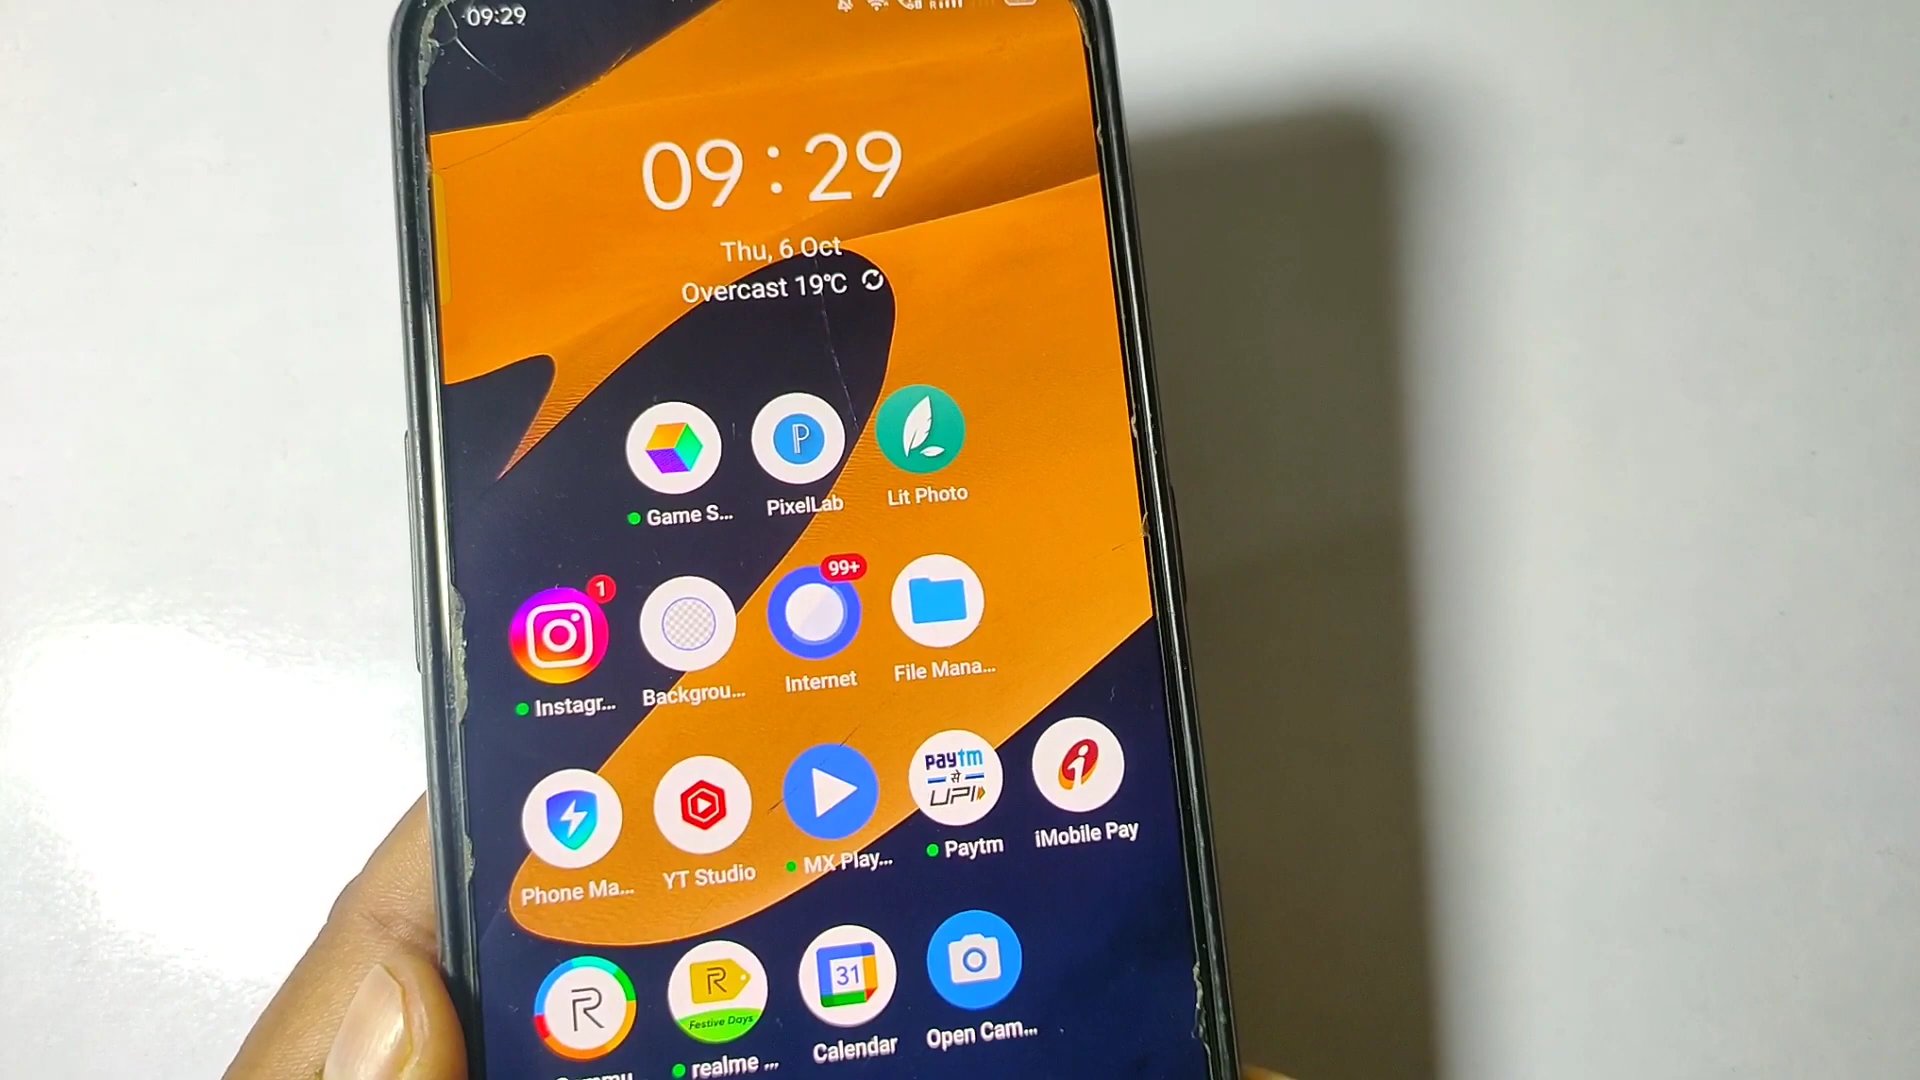 09:29
09:29
Thu, 6 Oct
Overcast 19℃
P
Game S...
PixelLab
Lit Photo
1
99+
Instagr...
Backgrou...
Internet
File Mana...
paytm
से
UPI
i
Phone Ma...
YT Studio
MX Play...
Paytm
iMobile Pay
R
R
Festive Days
31
realme ...
Calendar
Open Cam...